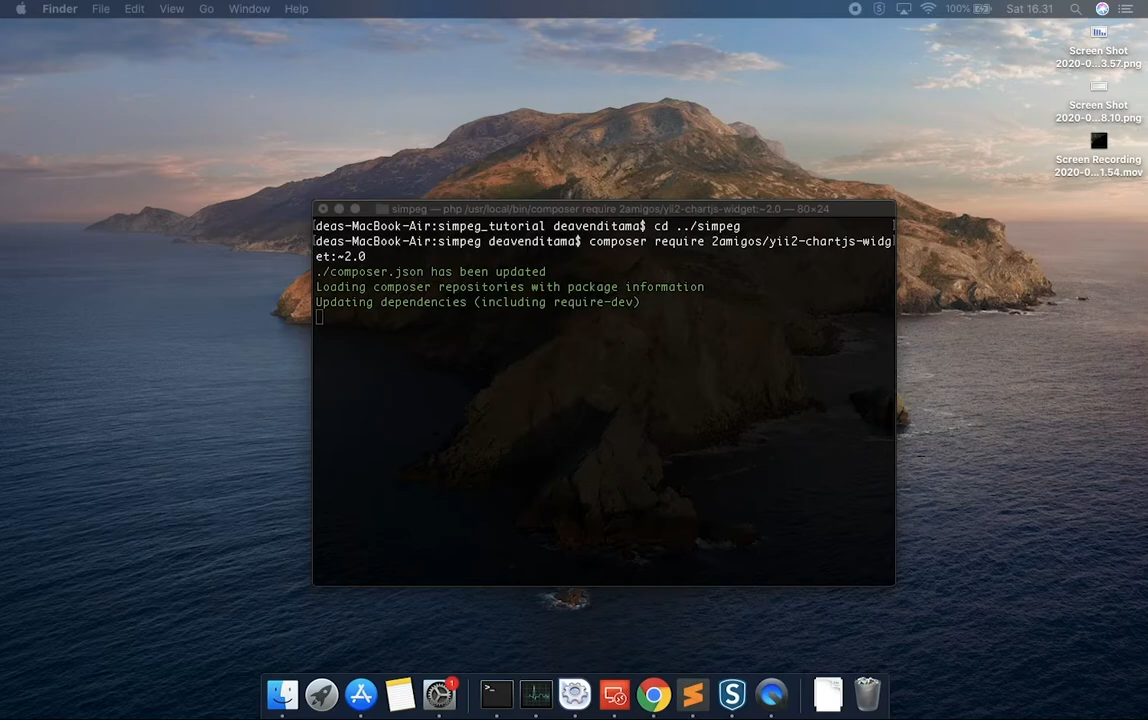 Finder File Edit View Go Window Help
100% Sat 16.31
Screen Shot
2020-0...3.57.png
Screen Shot
2020-0...8.10.png
Screen Recording
2020-0...1.54.mov
simpeg — php /usr/local/bin/composer require 2amigos/yii2-chartjs-widget:~2.0 — 80×24
deas-MacBook-Air:simpeg_tutorial deavenditama$ cd ../simpeg
deas-MacBook-Air:simpeg deavenditama$ composer require 2amigos/yii2-chartjs-widg
et:~2.0
./composer.json has been updated
Loading composer repositories with package information
Updating dependencies (including require-dev)
1